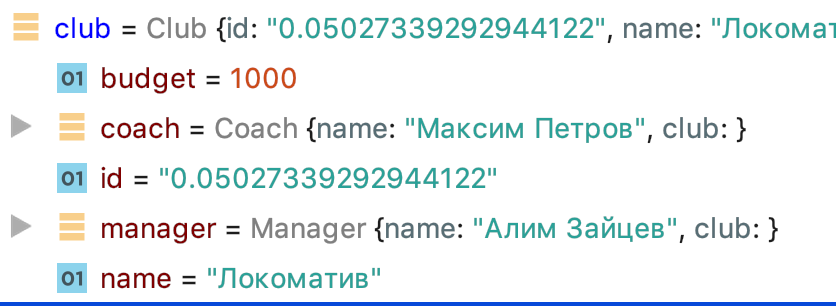 club = Club {id: "0.05027339292944122", name: "Локомат
01 budget = 1000
coach = Coach {name: "Максим Петров", club: }
01 id = "0.05027339292944122"
manager = Manager {name: "Алим Зайцев", club: }
01 name = "Локоматив"